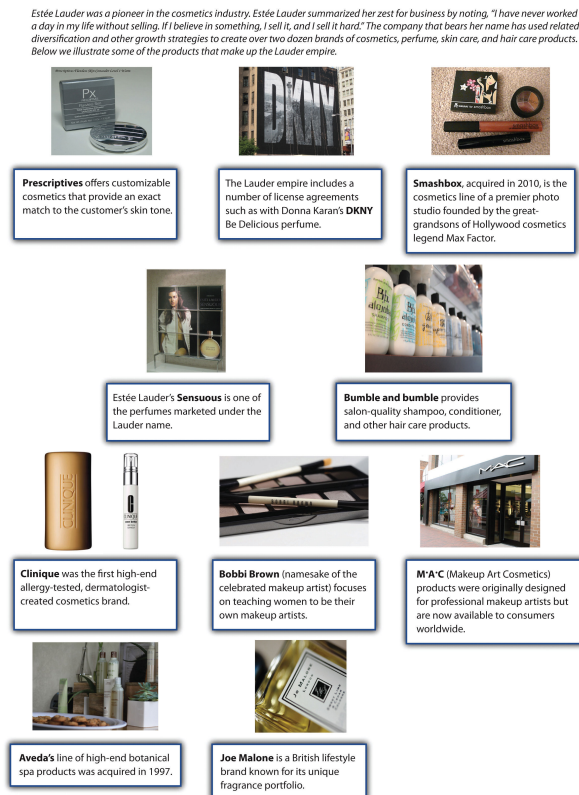 Estée Lauder was a pioneer in the cosmetics industry. Estée Lauder summarized her zest for business by noting, “I have never worked
a day in my life without selling. If I believe in something, I sell it, and I sell it hard.” The company that bears her name has used related
diversification and other growth strategies to create over two dozen brands of cosmetics, perfume, skin care, and hair care products.
Below we illustrate some of the products that make up the Lauder empire.
Px
DKNY
smashbox
Prescriptives offers customizable
cosmetics that provide an exact
match to the customer’s skin tone.
The Lauder empire includes a
number of license agreements
such as with Donna Karan’s DKNY
Be Delicious perfume.
Smashbox, acquired in 2010, is the
cosmetics line of a premier photo
studio founded by the great-
grandsons of Hollywood cosmetics
legend Max Factor.
Bb.
Bb.
Estée Lauder’s Sensuous is one of
the perfumes marketed under the
Lauder name.
Bumble and bumble provides
salon-quality shampoo, conditioner,
and other hair care products.
CLINIQUE
CLINIQUE
BOBBI BROWN
MAC
Clinique was the first high-end
allergy-tested, dermatologist-
created cosmetics brand.
Bobbi Brown (namesake of the
celebrated makeup artist) focuses
on teaching women to be their
own makeup artists.
M•A•C (Makeup Art Cosmetics)
products were originally designed
for professional makeup artists but
are now available to consumers
worldwide.
Jo Malone
London
Aveda’s line of high-end botanical
spa products was acquired in 1997.
Joe Malone is a British lifestyle
brand known for its unique
fragrance portfolio.